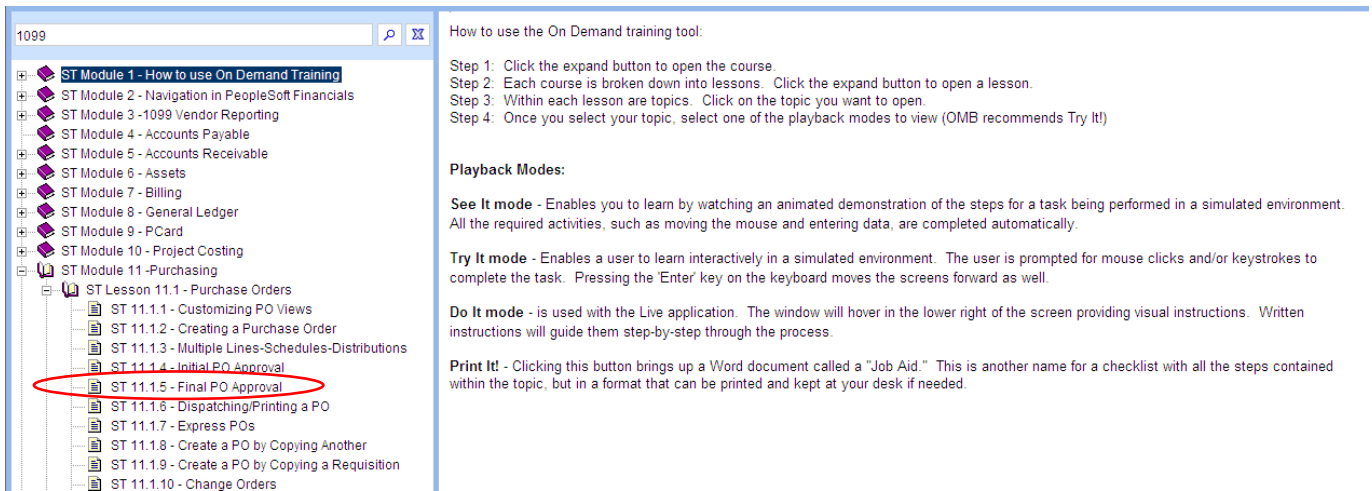 1099
ST Module 1 - How to use On Demand Training
ST Module 2 - Navigation in PeopleSoft Financials
ST Module 3 -1099 Vendor Reporting
ST Module 4 - Accounts Payable
ST Module 5 - Accounts Receivable
ST Module 6 - Assets
ST Module 7 - Billing
ST Module 8 - General Ledger
ST Module 9 - PCard
ST Module 10 - Project Costing
ST Module 11 -Purchasing
ST Lesson 11.1 - Purchase Orders
ST 11.1.1 - Customizing PO Views
ST 11.1.2 - Creating a Purchase Order
ST 11.1.3 - Multiple Lines-Schedules-Distributions
ST 11.1.4 - Initial PO Approval
ST 11.1.5 - Final PO Approval
ST 11.1.6 - Dispatching/Printing a PO
ST 11.1.7 - Express POs
ST 11.1.8 - Create a PO by Copying Another
ST 11.1.9 - Create a PO by Copying a Requisition
ST 11.1.10 - Change Orders
How to use the On Demand training tool:
Step 1: Click the expand button to open the course.
Step 2: Each course is broken down into lessons. Click the expand button to open a lesson.
Step 3: Within each lesson are topics. Click on the topic you want to open.
Step 4: Once you select your topic, select one of the playback modes to view (OMB recommends Try It!)
Playback Modes:
See It mode - Enables you to learn by watching an animated demonstration of the steps for a task being performed in a simulated environment.
All the required activities, such as moving the mouse and entering data, are completed automatically.
Try It mode - Enables a user to learn interactively in a simulated environment. The user is prompted for mouse clicks and/or keystrokes to
complete the task. Pressing the 'Enter' key on the keyboard moves the screens forward as well.
Do It mode - is used with the Live application. The window will hover in the lower right of the screen providing visual instructions. Written
instructions will guide them step-by-step through the process.
Print It! - Clicking this button brings up a Word document called a "Job Aid." This is another name for a checklist with all the steps contained
within the topic, but in a format that can be printed and kept at your desk if needed.